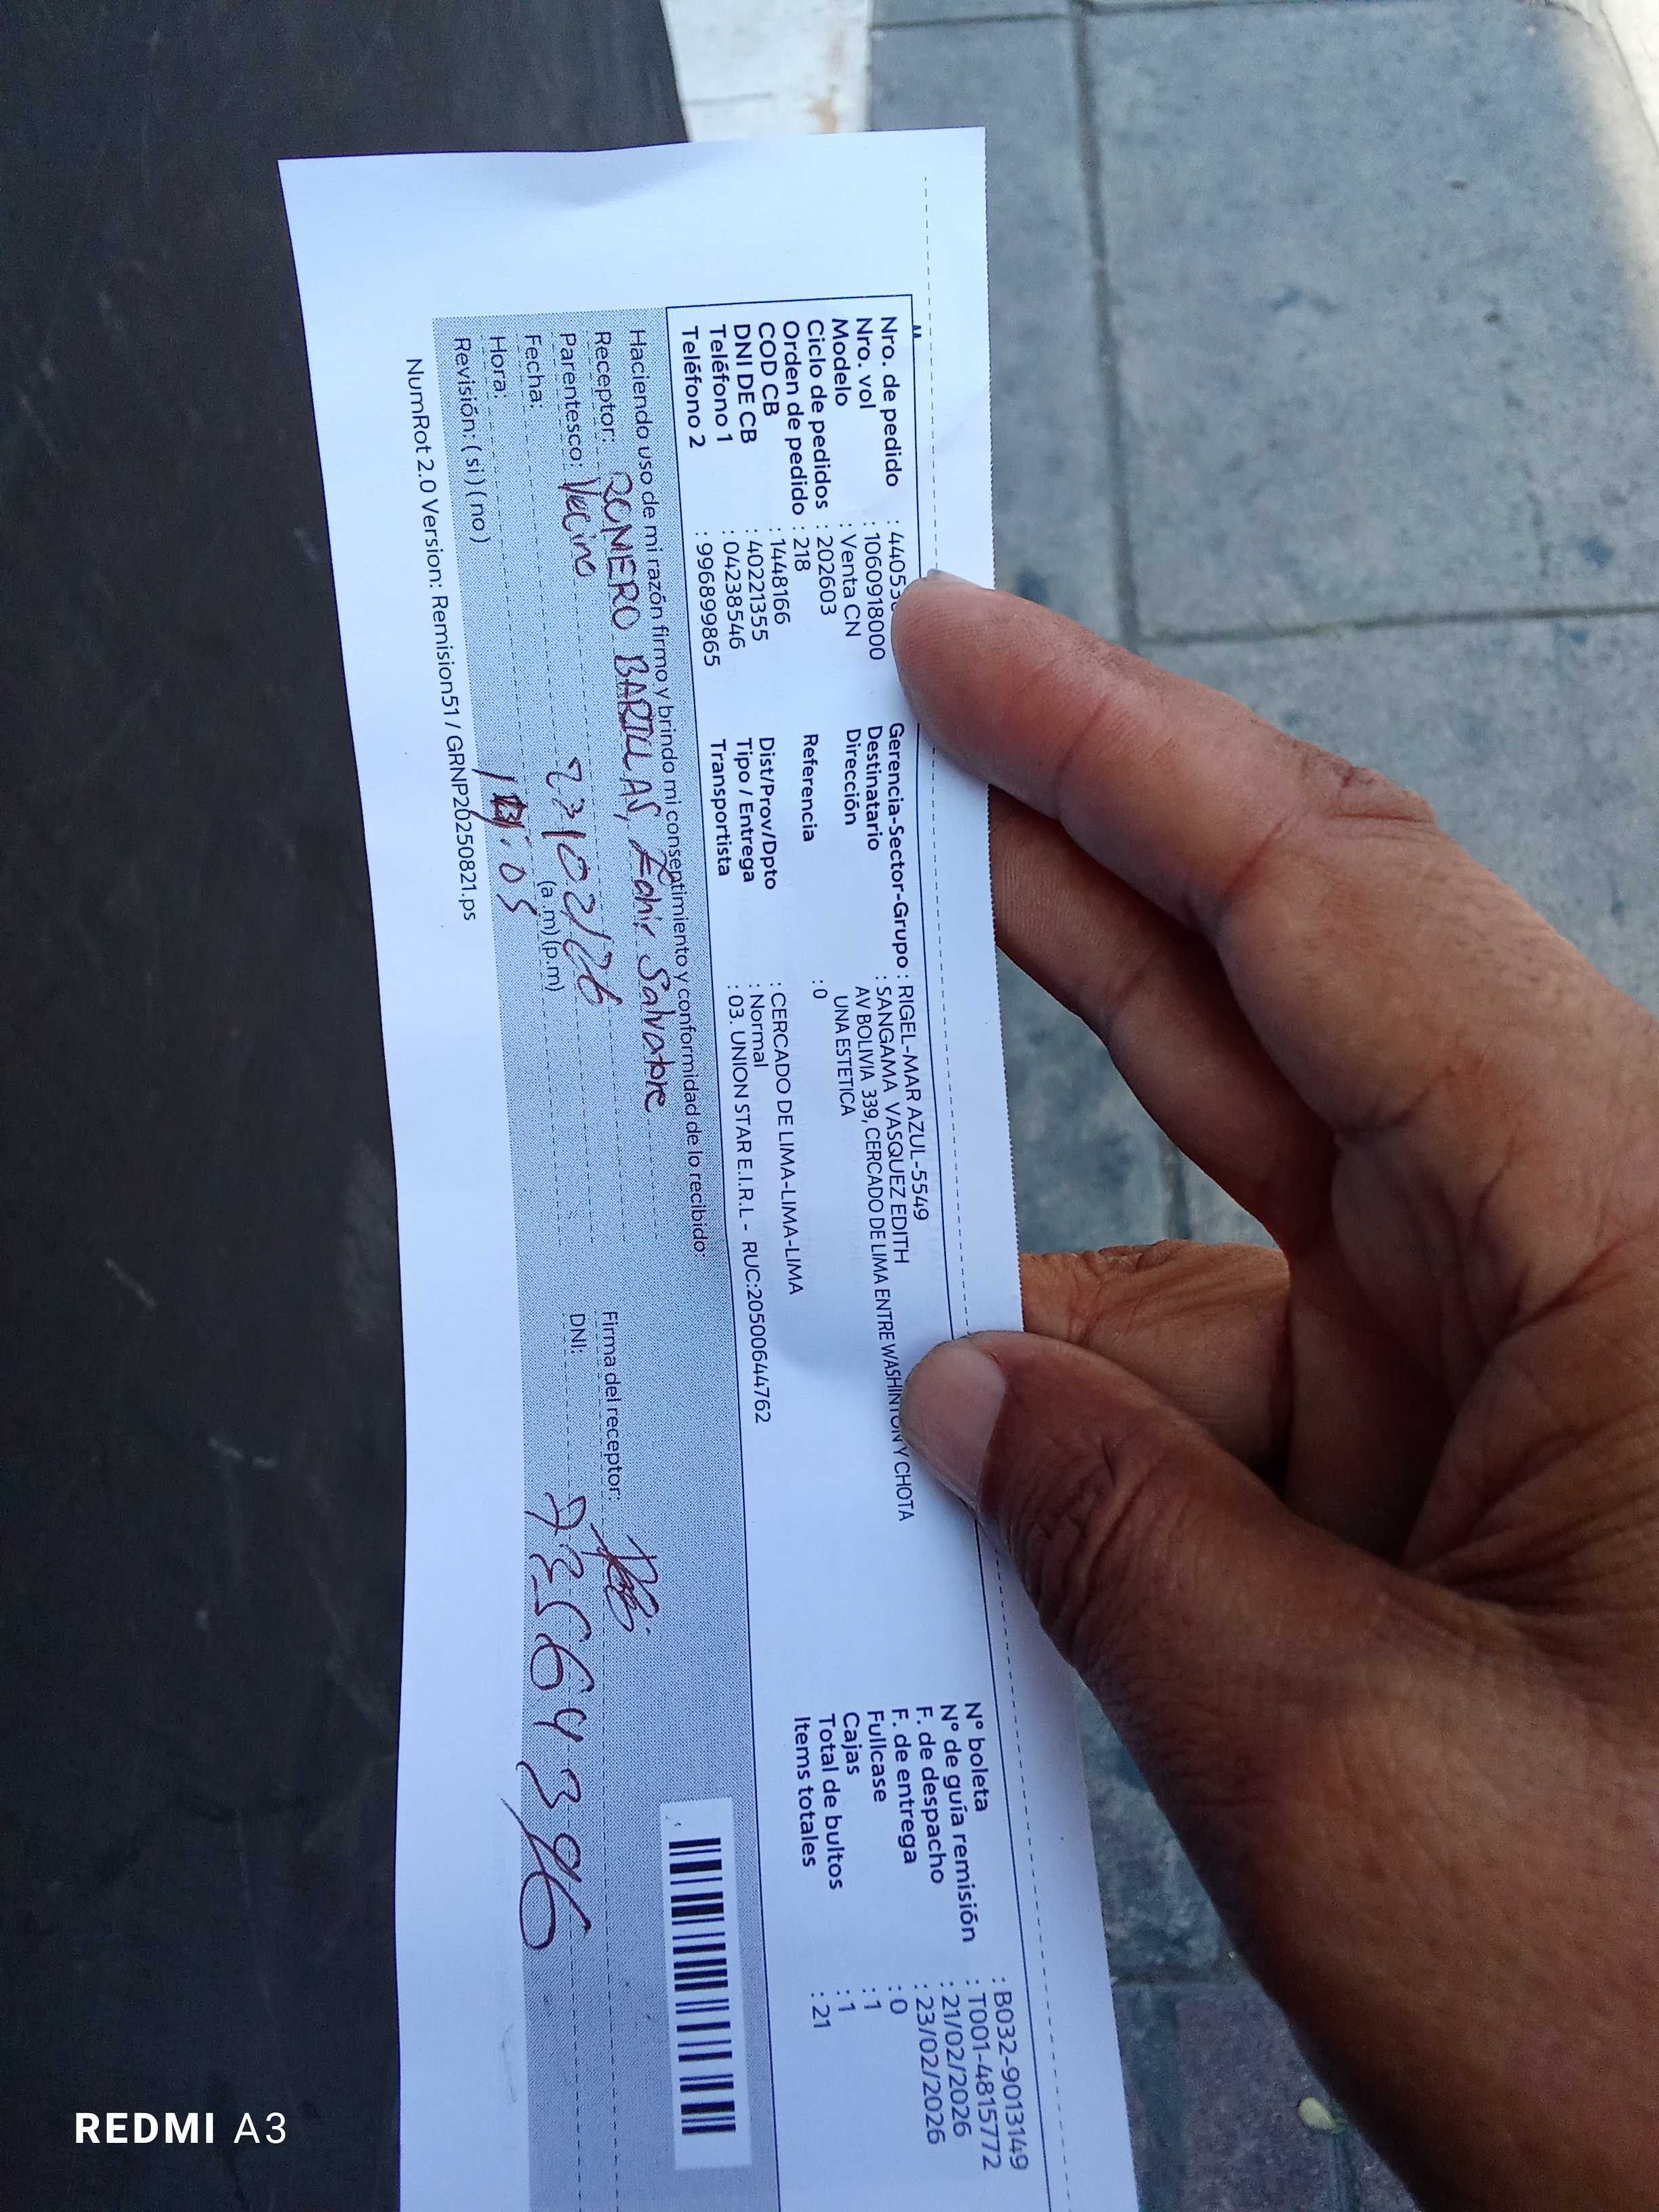 Nro. de pedido : 4405
Nro. vol : 1060918000
Modelo : Venta CN
Ciclo de pedidos : 202603
Orden de pedido : 218
COD CB : 1448166
DNI DE CB : 40221355
Teléfono 1 : 04238546
Teléfono 2 : 996899865
Gerencia-Sector-Grupo : RIGEL-MAR AZUL-5549
Destinatario : SANGAMA VASQUEZ EDITH
Dirección AV BOLIVIA 339, CERCADO DE LIMA ENTRE WASHINTON Y CHOTA
UNA ESTETICA
Referencia :0
Dist/Prov/Dpto : CERCADO DE LIMA-LIMA-LIMA
Tipo / Entrega : Normal
Transportista : 03. UNION STAR E.I.R.L - RUC:20500644762
N° boleta : B032-9013149
N° de guía remisión : T001-4815772
F. de despacho : 21/02/2026
F. de entrega : 23/02/2026
Fullcase : 0
Cajas : 1
Total de bultos : 1
Items totales : 21
Haciendo uso de mi razón firmo y brindo mi consentimiento y conformidad de lo recibido:
Receptor: ROMERO BARILLAS, Zahir Salvatore
Parentesco: Vecino
Fecha: 23/02/26
Hora: (a.m) (p.m)
Revisión: ( si ) ( no )
Firma del receptor:
DNI: 73564396
NumRot 2.0 Version: Remision51 / GRNP20250821.ps
REDMI A3